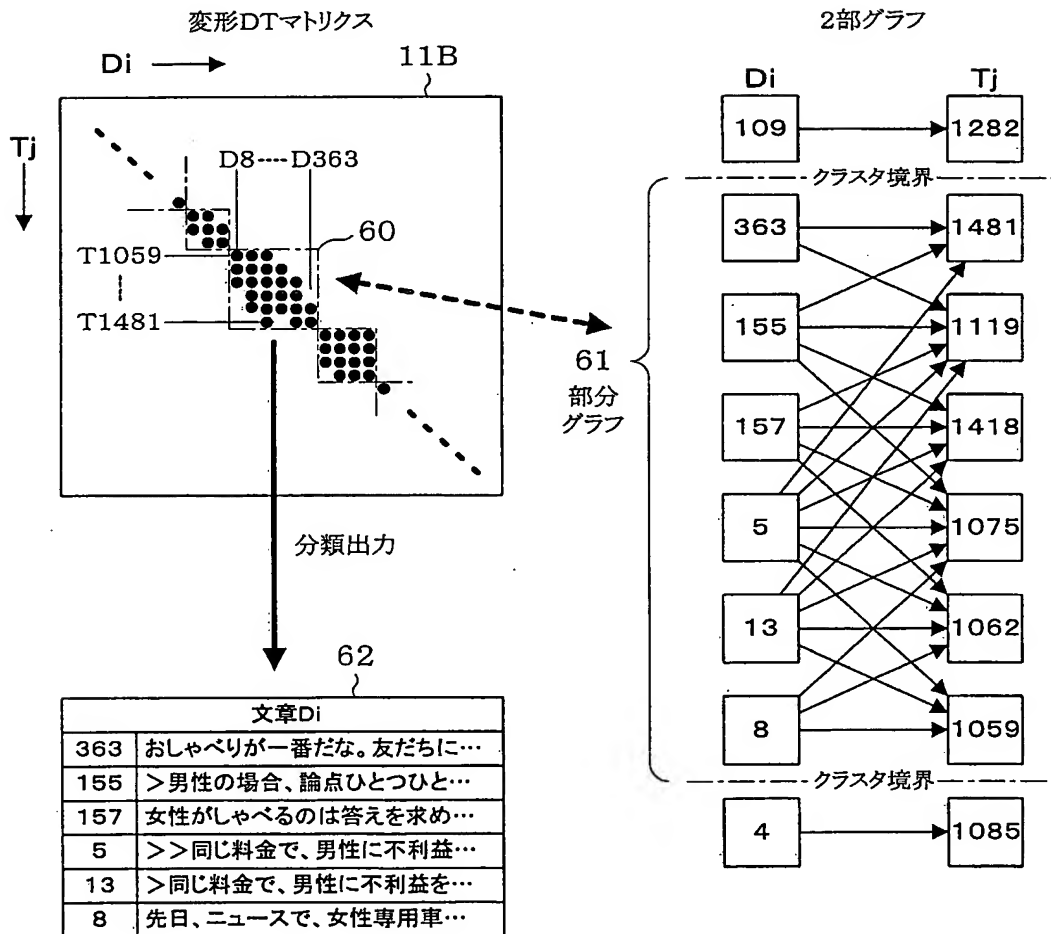 変形DTマトリクス
Di
11B
Tj
D8----D363
60
T1059
T1481
分類出力
62
文章Di
363 おしゃべりが一番だな。友だちに…
155 >男性の場合、論点ひとつひと…
157 女性がしゃべるのは答えを求め…
5 >>同じ料金で、男性に不利益…
13 >同じ料金で、男性に不利益を…
8 先日、ニュースで、女性専用車…
2部グラフ
Di Tj
109 1282
クラスタ境界
363 1481
155 1119
157 1418
5 1075
13 1062
8 1059
61
部分
グラフ
クラスタ境界
4 1085